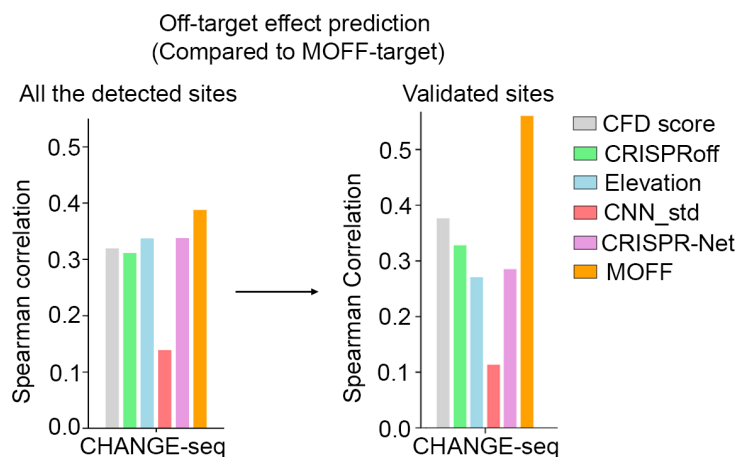 Off-target effect prediction
(Compared to MOFF-target)
All the detected sites
Spearman correlation
0.5
0.4
0.3
0.2
0.1
0.0
CHANGE-seq
Validated sites
Spearman Correlation
0.5
0.4
0.3
0.2
0.1
0.0
CHANGE-seq
CFD score
CRISPRoff
Elevation
CNN_std
CRISPR-Net
MOFF